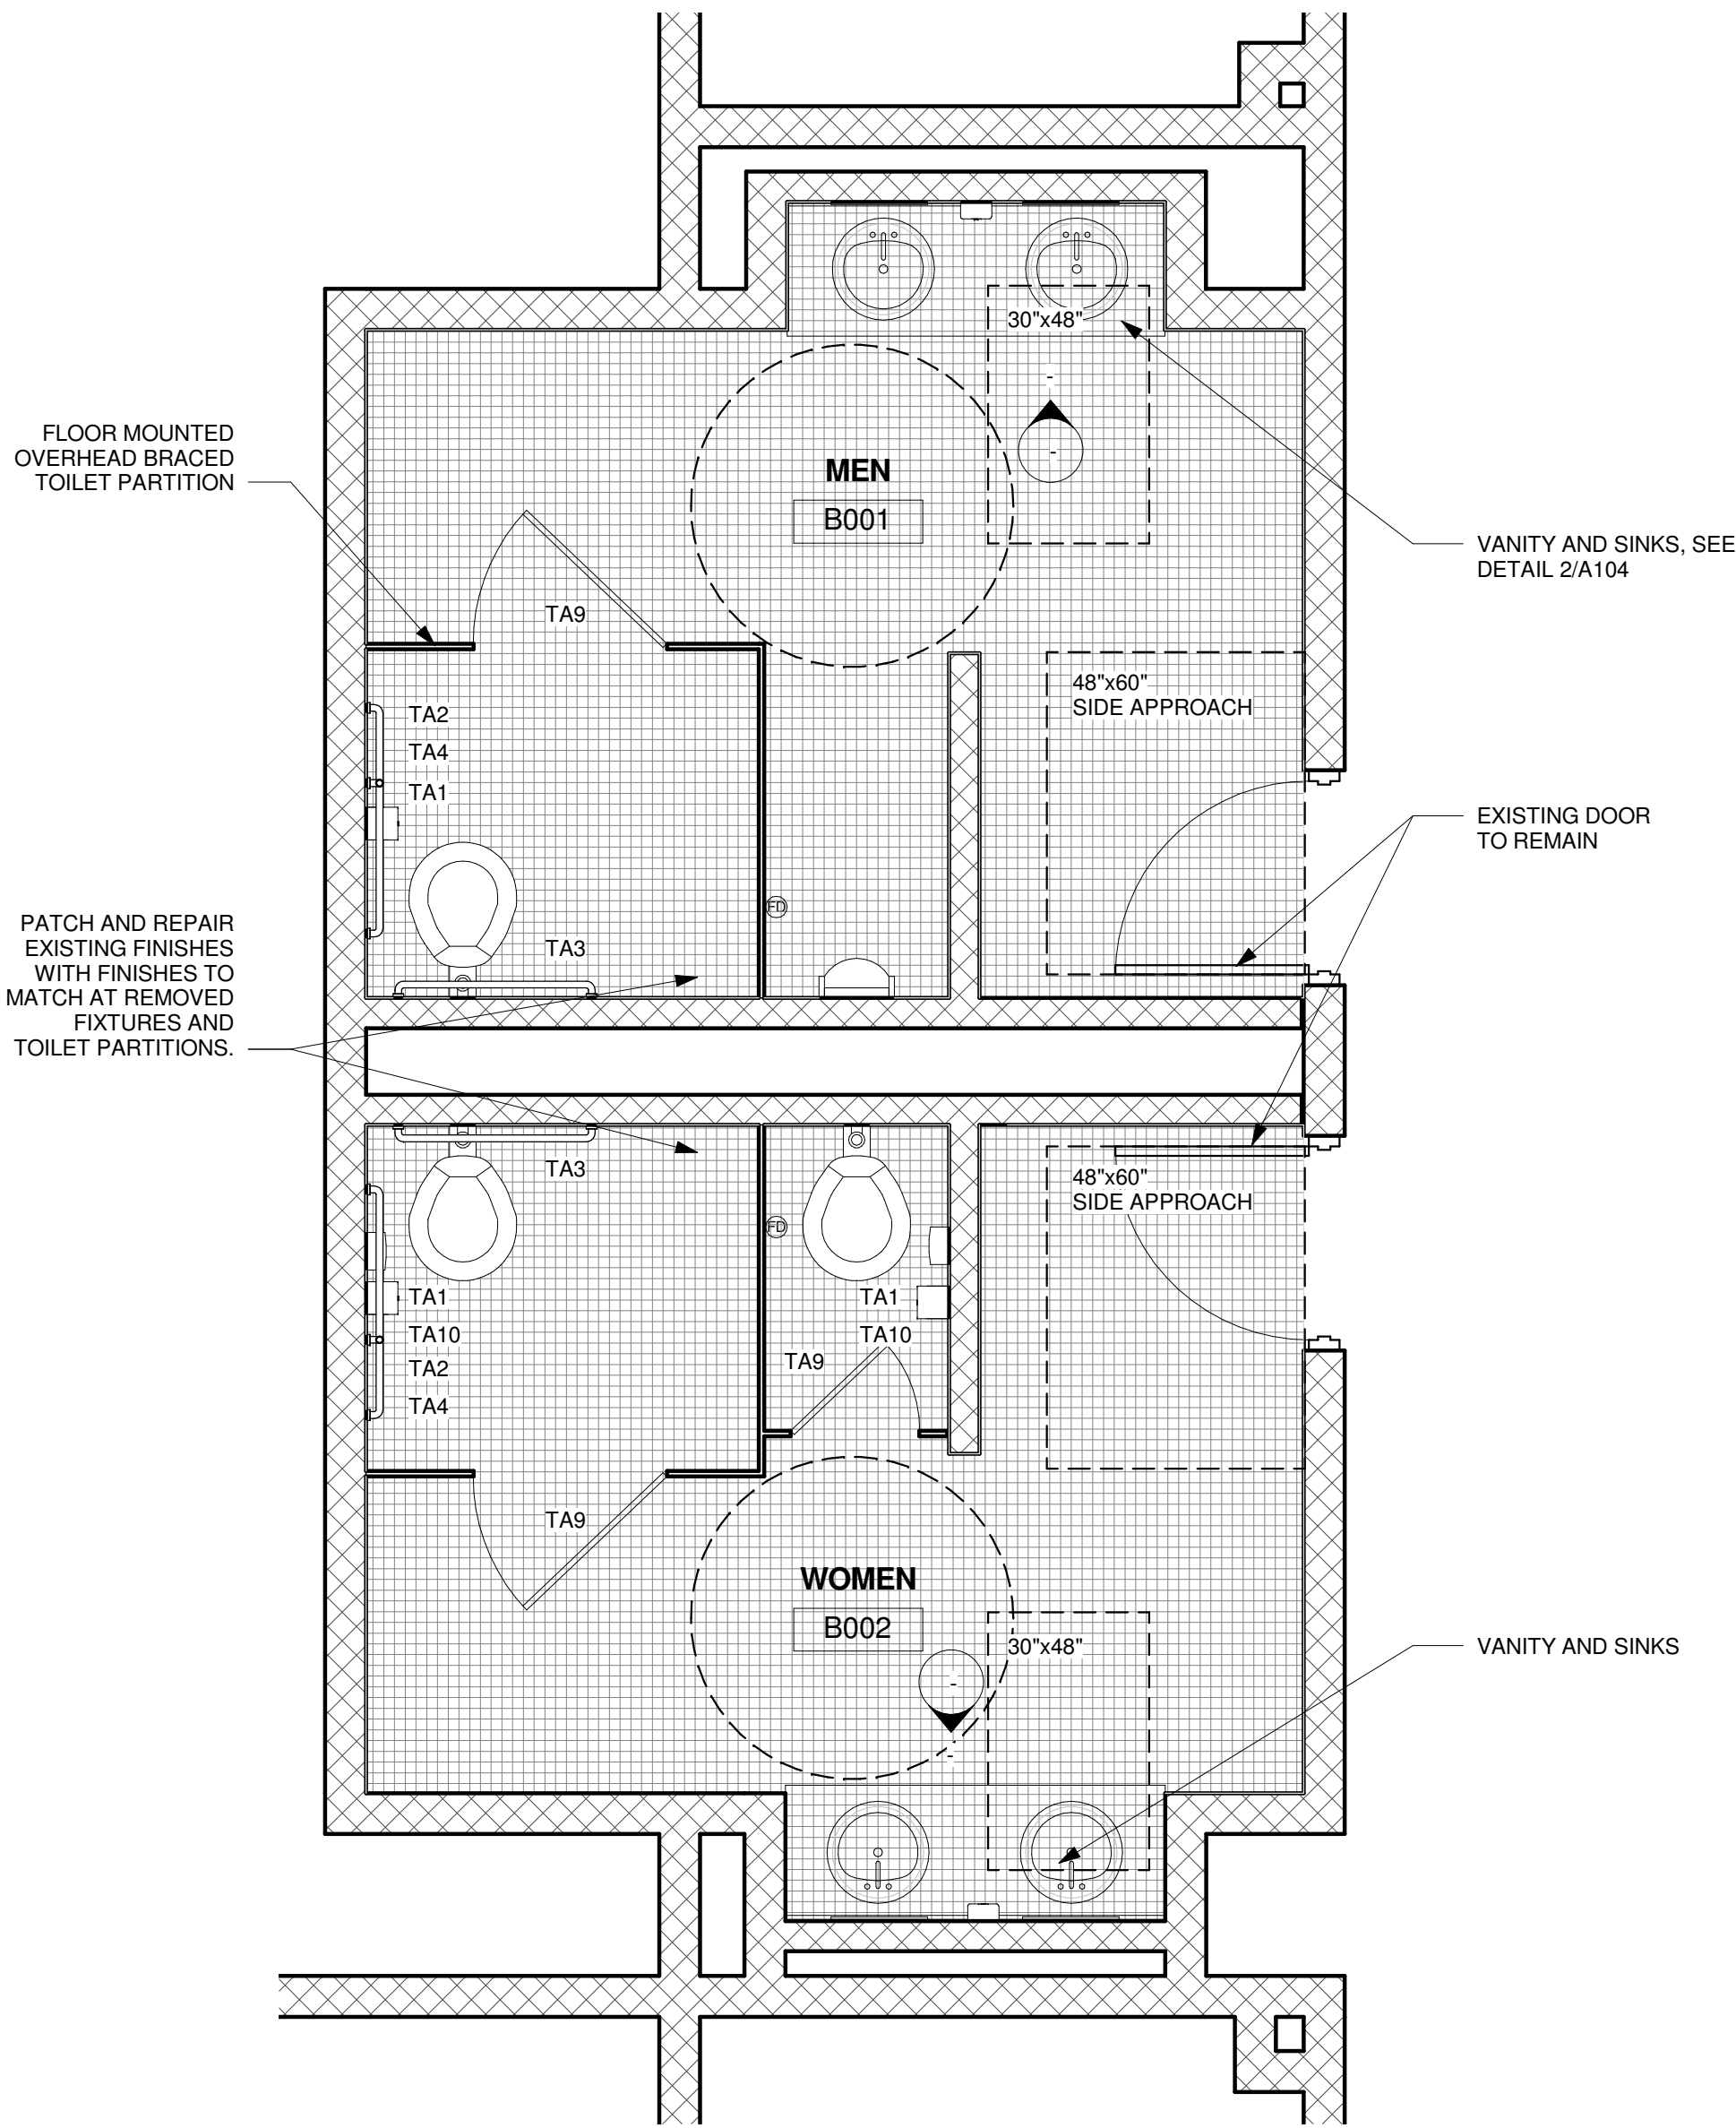 30"x48"
FLOOR MOUNTED
OVERHEAD BRACED
TOILET PARTITION
-
-
MEN
B001
VANITY AND SINKS, SEE
DETAIL 2/A104
TA9
48"x60"
SIDE APPROACH
TA2
TA4
TA1
EXISTING DOOR
TO REMAIN
FD
PATCH AND REPAIR
EXISTING FINISHES
WITH FINISHES TO
MATCH AT REMOVED
FIXTURES AND
TOILET PARTITIONS.
TA3
TA3
48"x60"
SIDE APPROACH
FD
TA1
TA10
TA2
TA4
TA1
TA10
TA9
TA9
WOMEN
B002
30"x48"
-
-
VANITY AND SINKS